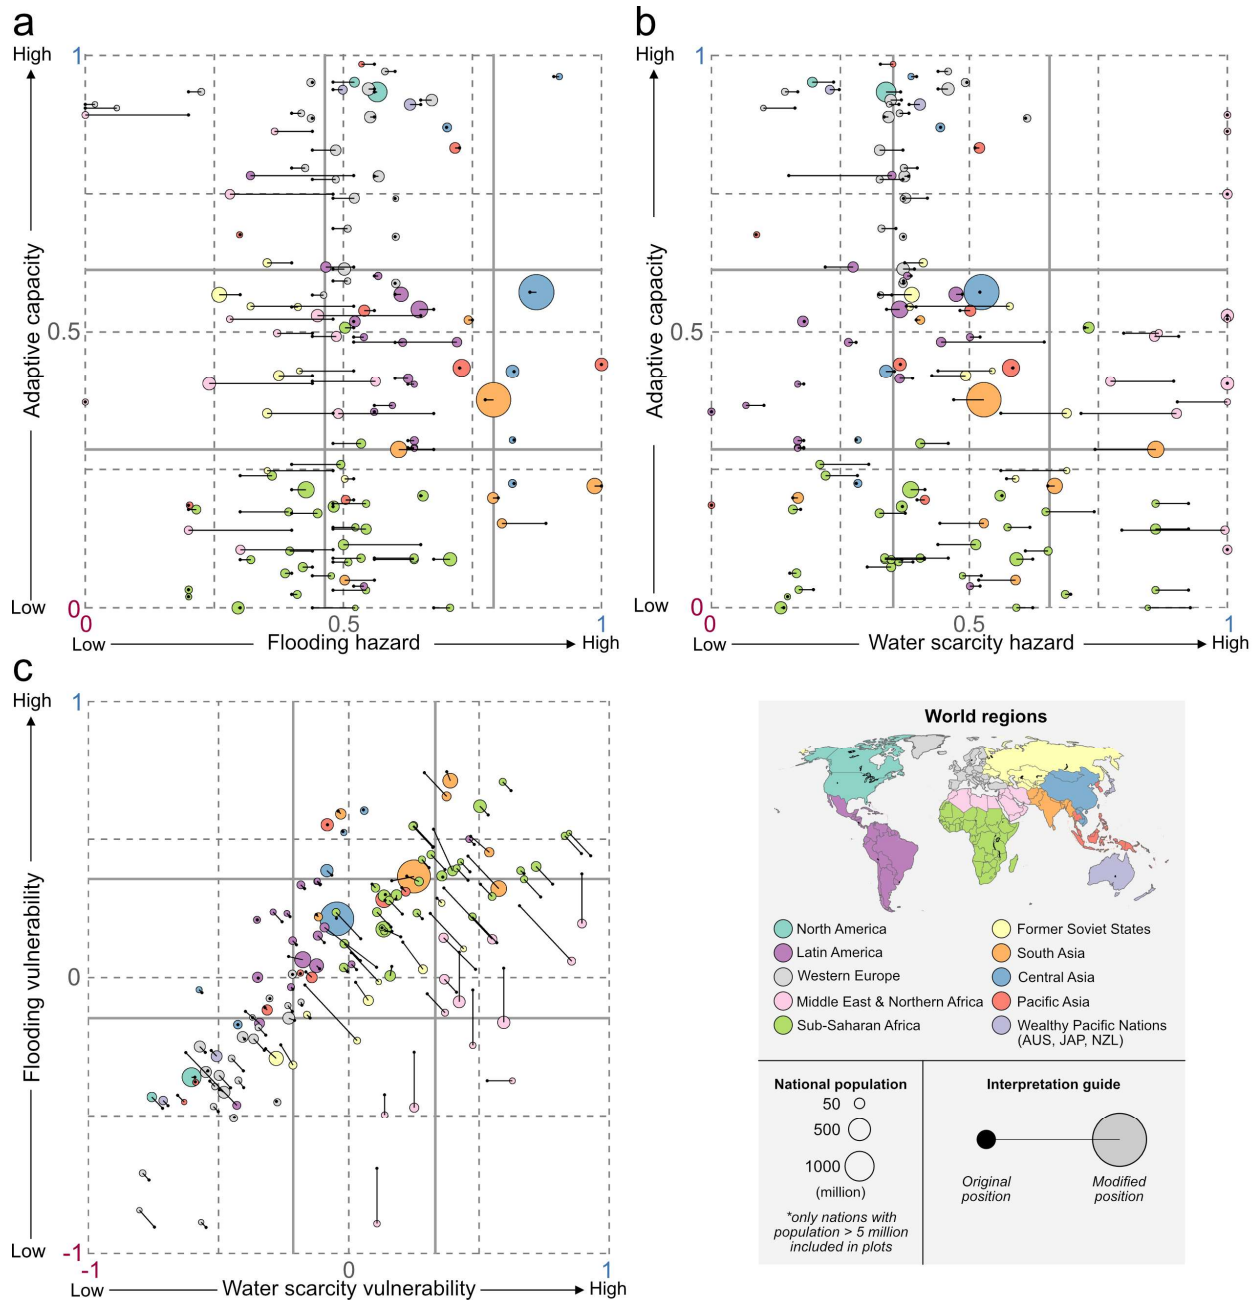 a
High
1
Adaptive capacity
0.5
Low
0
0
0.5
1
Low
Flooding hazard
High
b
High
1
Adaptive capacity
0.5
Low
0
0
0.5
1
Low
Water scarcity hazard
High
c
High
1
Flooding vulnerability
0
Low
-1
-1
0
1
Low
Water scarcity vulnerability
High
World regions
North America
Latin America
Western Europe
Middle East & Northern Africa
Sub-Saharan Africa
Former Soviet States
South Asia
Central Asia
Pacific Asia
Wealthy Pacific Nations
(AUS, JAP, NZL)
National population
50
500
1000
(million)
*only nations with
population > 5 million
included in plots
Interpretation guide
Original
position
Modified
position